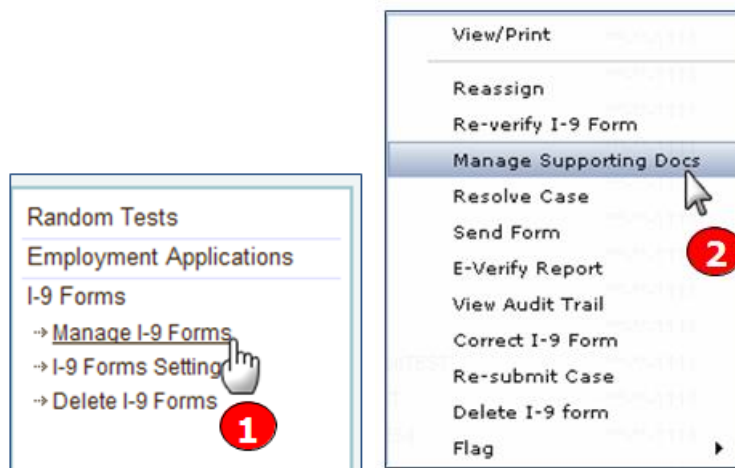 Random Tests
Employment Applications
I-9 Forms
Manage I-9 Forms
I-9 Forms Setting
Delete I-9 Forms
1
View/Print
Reassign
Re-verify I-9 Form
Manage Supporting Docs
Resolve Case
Send Form
E-Verify Report
View Audit Trail
Correct I-9 Form
Re-submit Case
Delete I-9 form
Flag
2